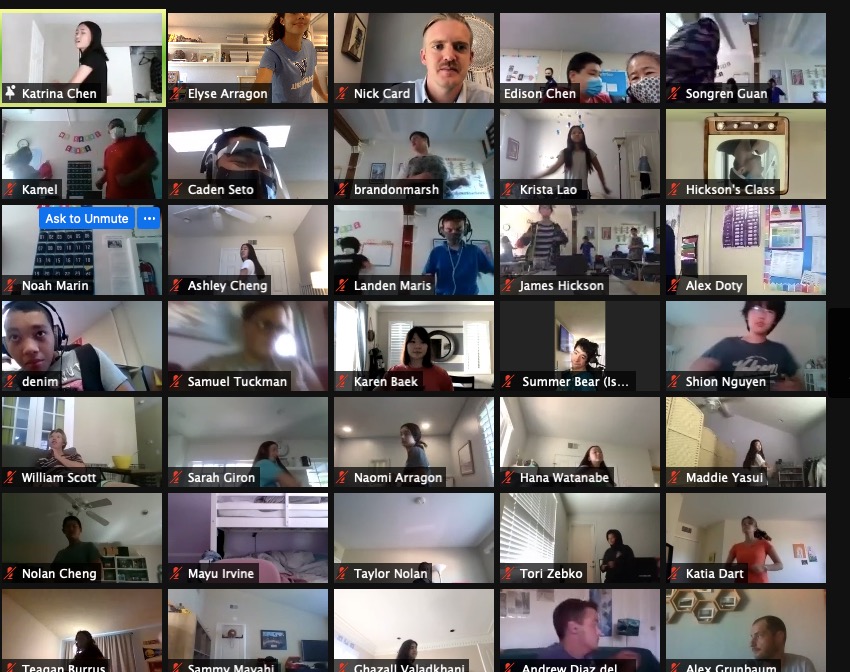 Katrina Chen
Elyse Arragon
Nick Card
Edison Chen
Songren Guan
Kamel
Caden Seto
brandonmarsh
Krista Lao
Hickson's Class
Ask to Unmute
Noah Marin
Ashley Cheng
Landen Maris
James Hickson
Alex Doty
denim
Samuel Tuckman
Karen Baek
Summer Bear (Is...
Shion Nguyen
William Scott
Sarah Giron
Naomi Arragon
Hana Watanabe
Maddie Yasui
Nolan Cheng
Mayu Irvine
Taylor Nolan
Tori Zebko
Katia Dart
Teagan Burrus
Sammy Mayahi
Ghazall Valadkhani
Andrew Diaz del
Alex Grunbaum